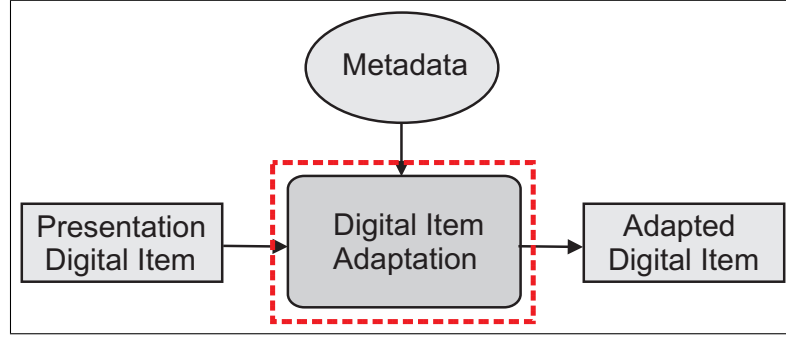 Metadata
Presentation
Digital Item
Digital Item
Adaptation
Adapted
Digital Item